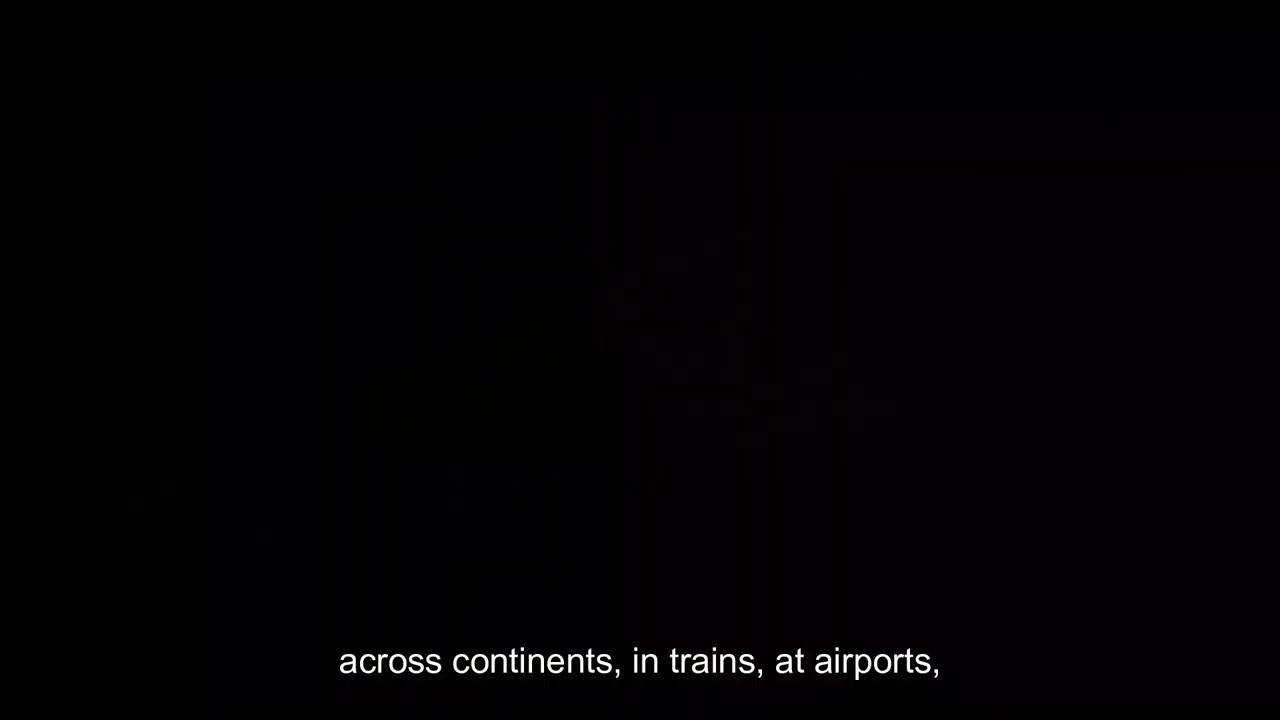 across continents, in trains, at airports,